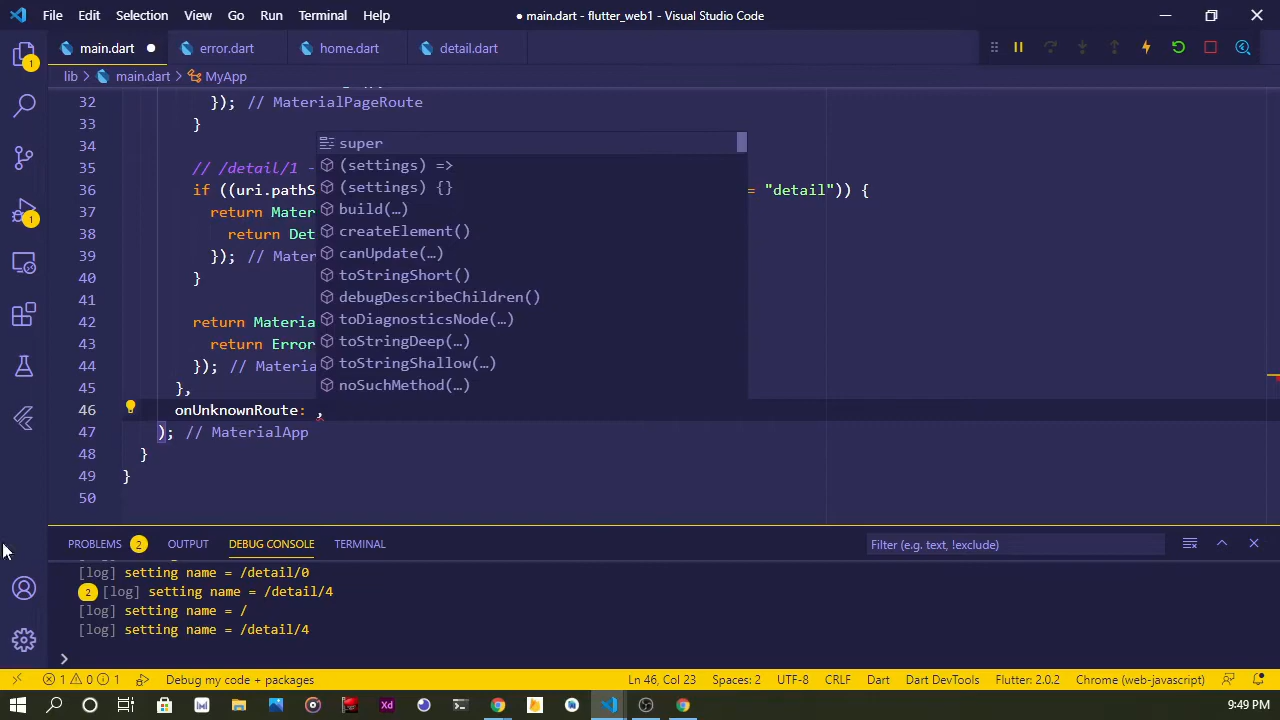 File Edit Selection View Go Run Terminal Help
● main.dart - flutter_web1 - Visual Studio Code
main.dart ● error.dart home.dart detail.dart
lib > main.dart > MyApp
32 }); // MaterialPageRoute
33 }
34
35 // /detail/1 -
36 if ((uri.pathS = "detail")) {
37 return Mater
38 return Det
39 }); // Mater
40 }
41
42 return Materia
43 return Error
44 }); // Materia
45 },
46 onUnknownRoute: ,
47 ); // MaterialApp
48 }
49 }
50
super
(settings) =>
(settings) {}
build(…)
createElement()
canUpdate(…)
toStringShort()
debugDescribeChildren()
toDiagnosticsNode(…)
toStringDeep(…)
toStringShallow(…)
noSuchMethod(…)
1
1
PROBLEMS 2 OUTPUT DEBUG CONSOLE TERMINAL
Filter (e.g. text, !exclude)
[log] setting name = /detail/0
2 [log] setting name = /detail/4
[log] setting name = /
[log] setting name = /detail/4
>
1 0 1 Debug my code + packages Ln 46, Col 23 Spaces: 2 UTF-8 CRLF Dart Dart DevTools Flutter: 2.0.2 Chrome (web-javascript)
Xd
9:49 PM